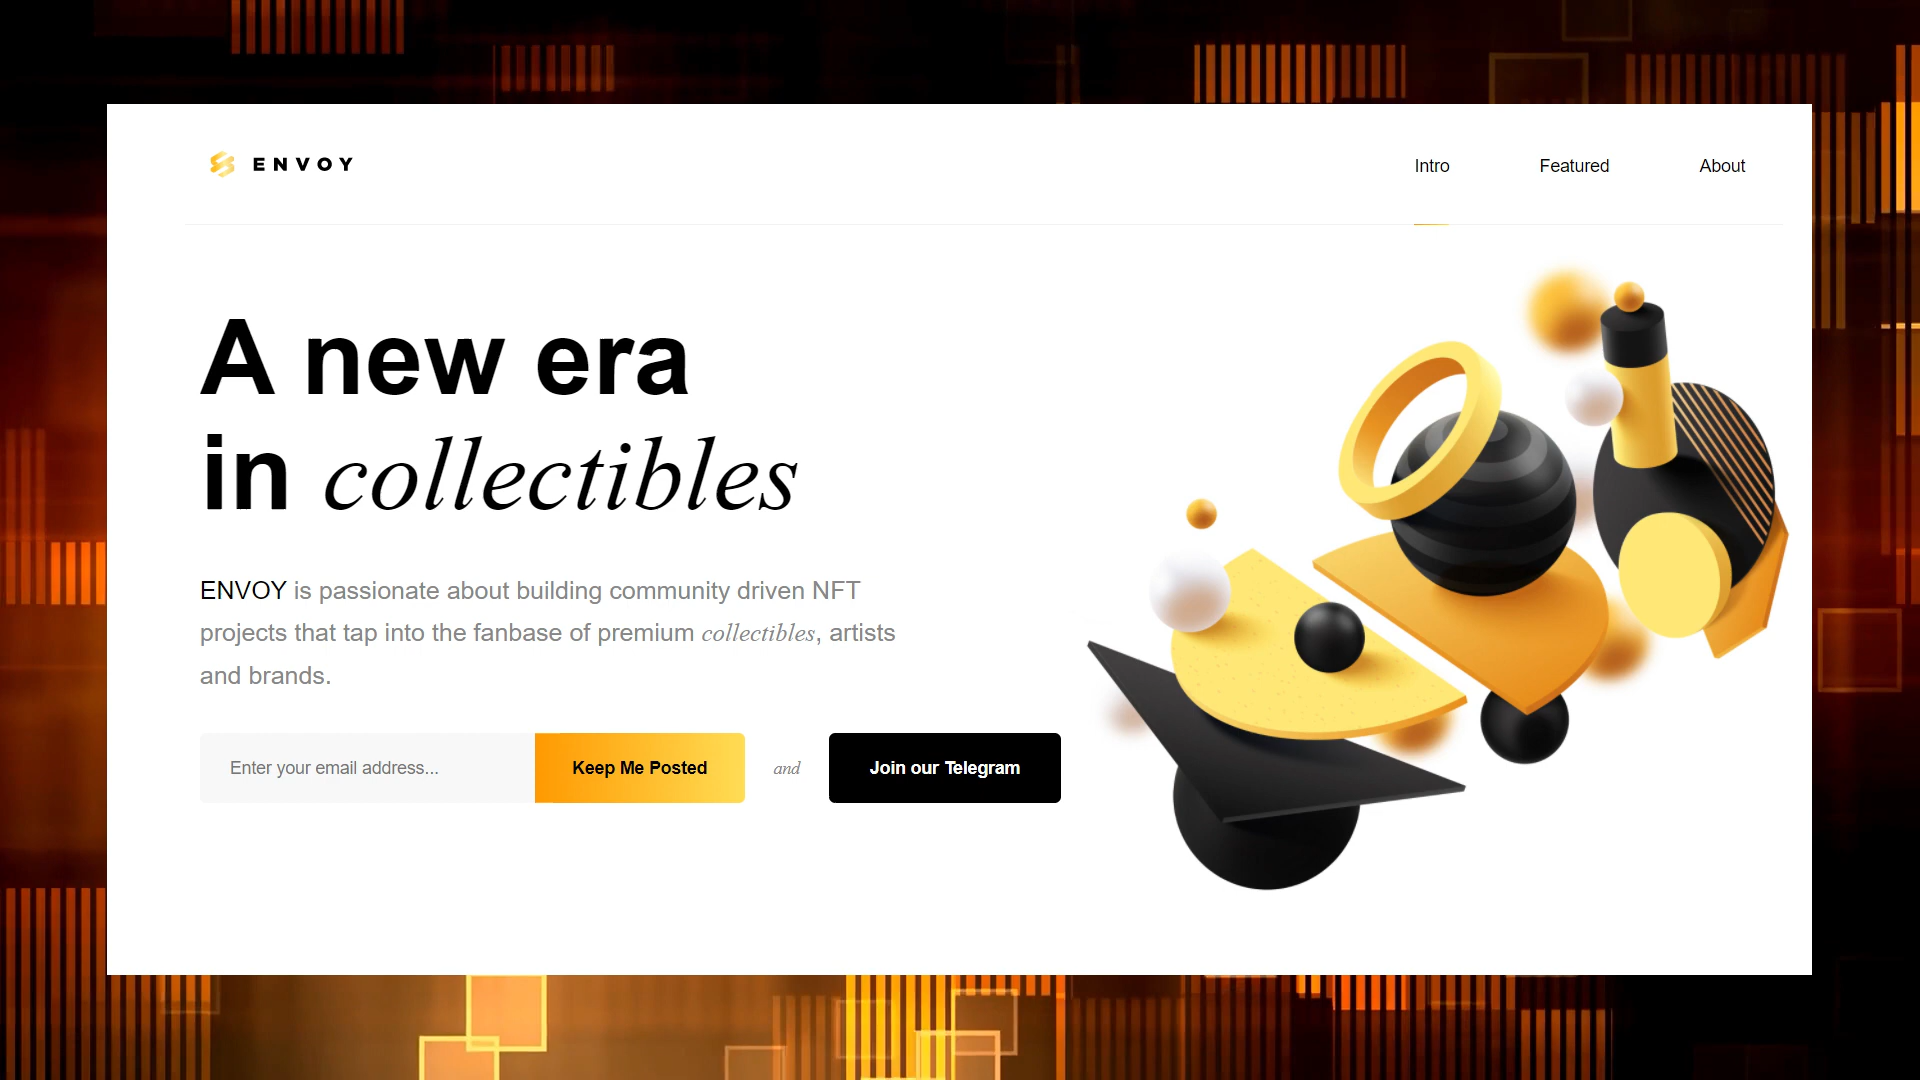 ENVOY
Intro
Featured
About
A new era
in collectibles
ENVOY is passionate about building community driven NFT
projects that tap into the fanbase of premium collectibles, artists
and brands.
Enter your email address...
Keep Me Posted
and
Join our Telegram